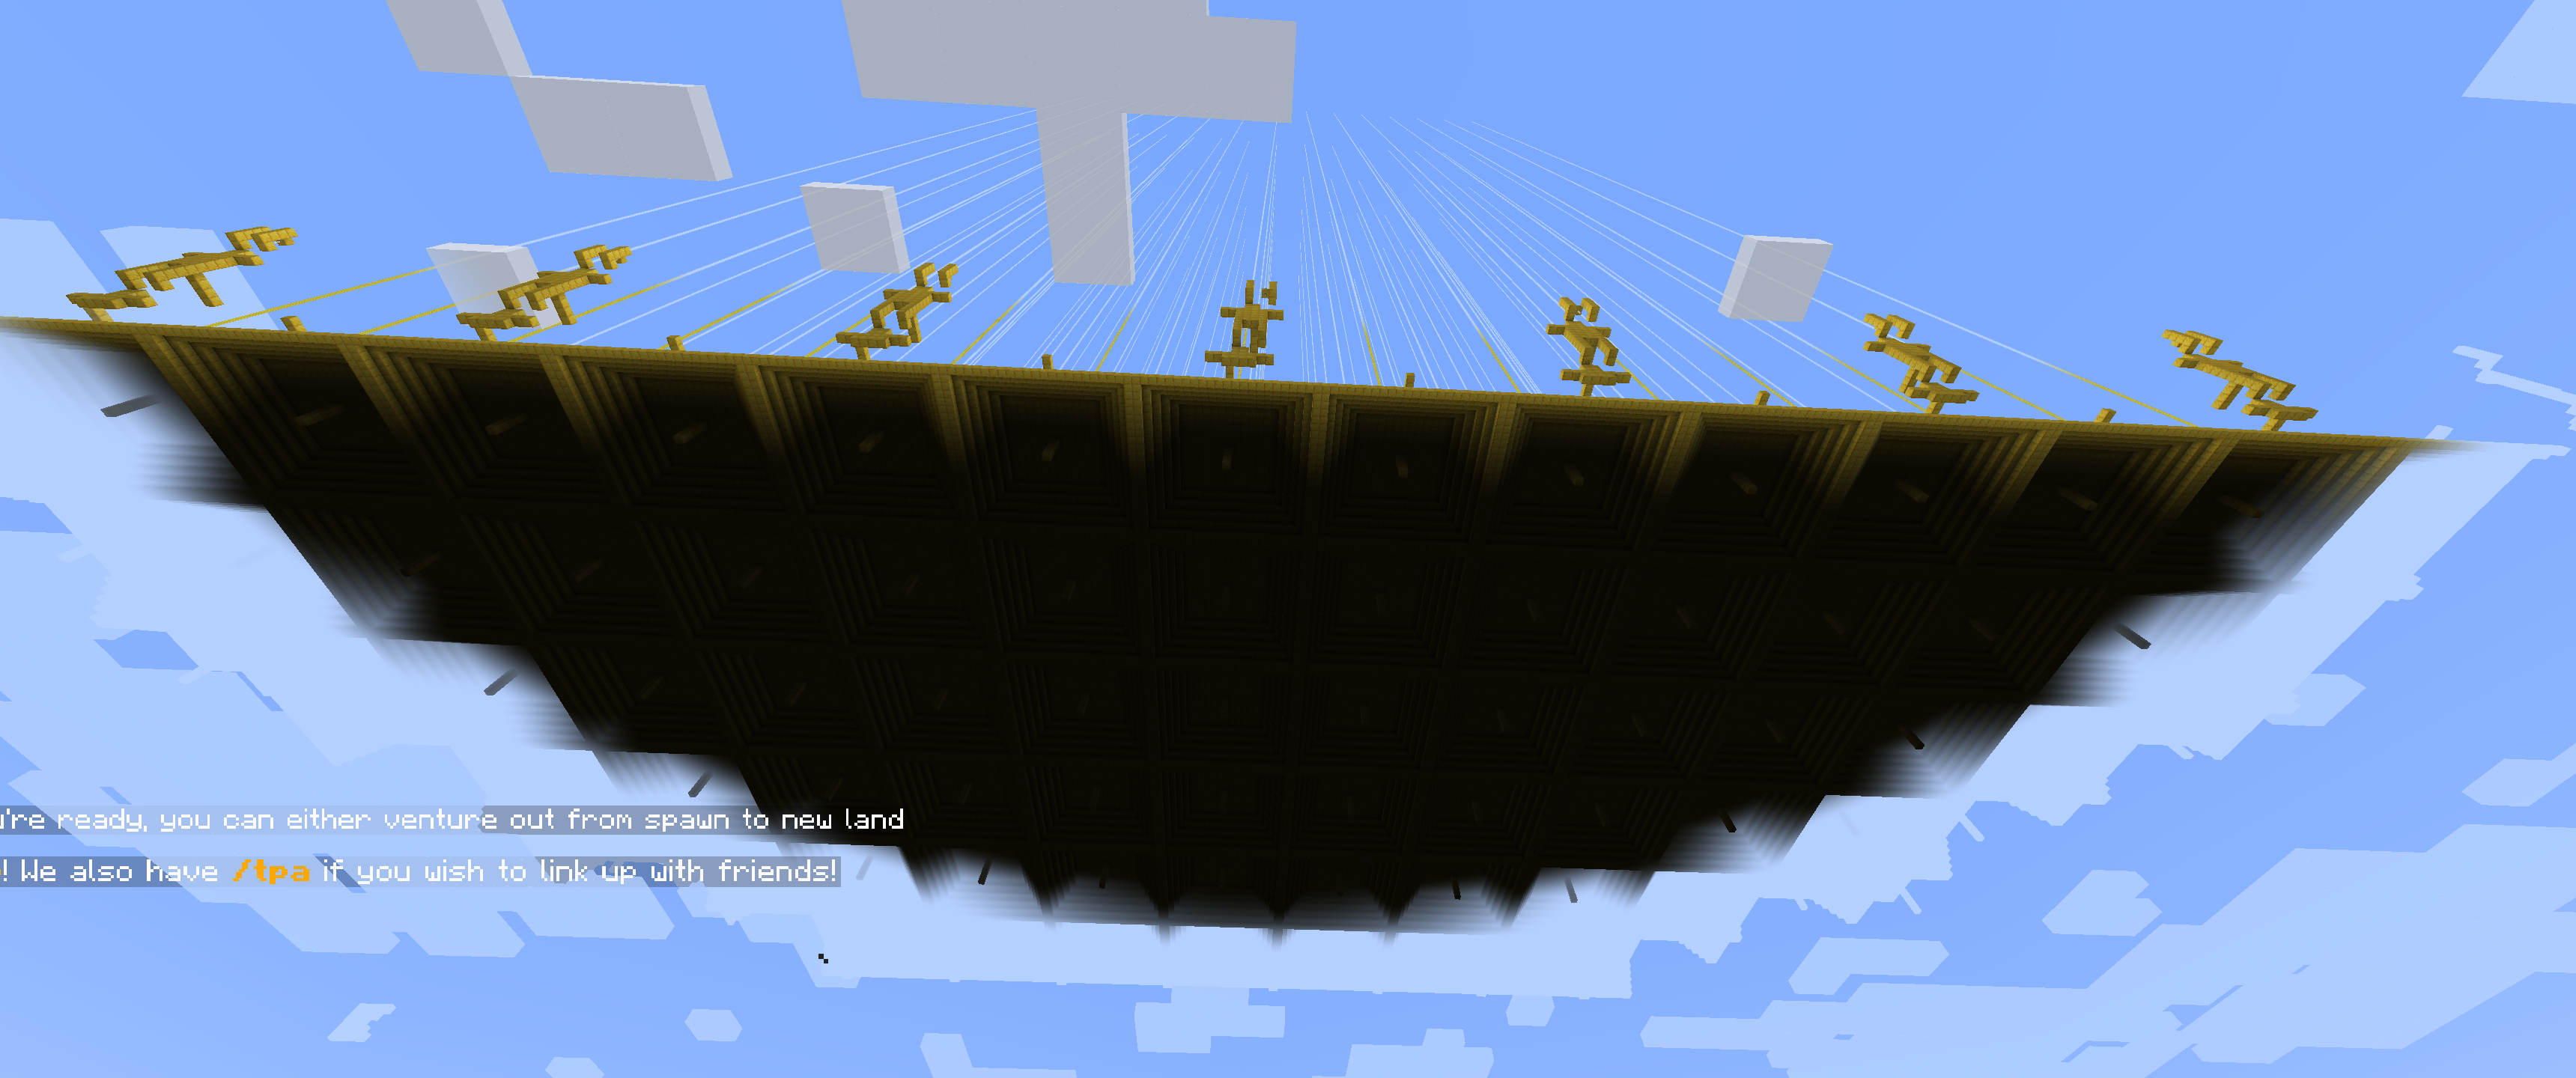 u're ready, you can either venture out from spawn to new land
! We also have /tpa if you wish to link up with friends!